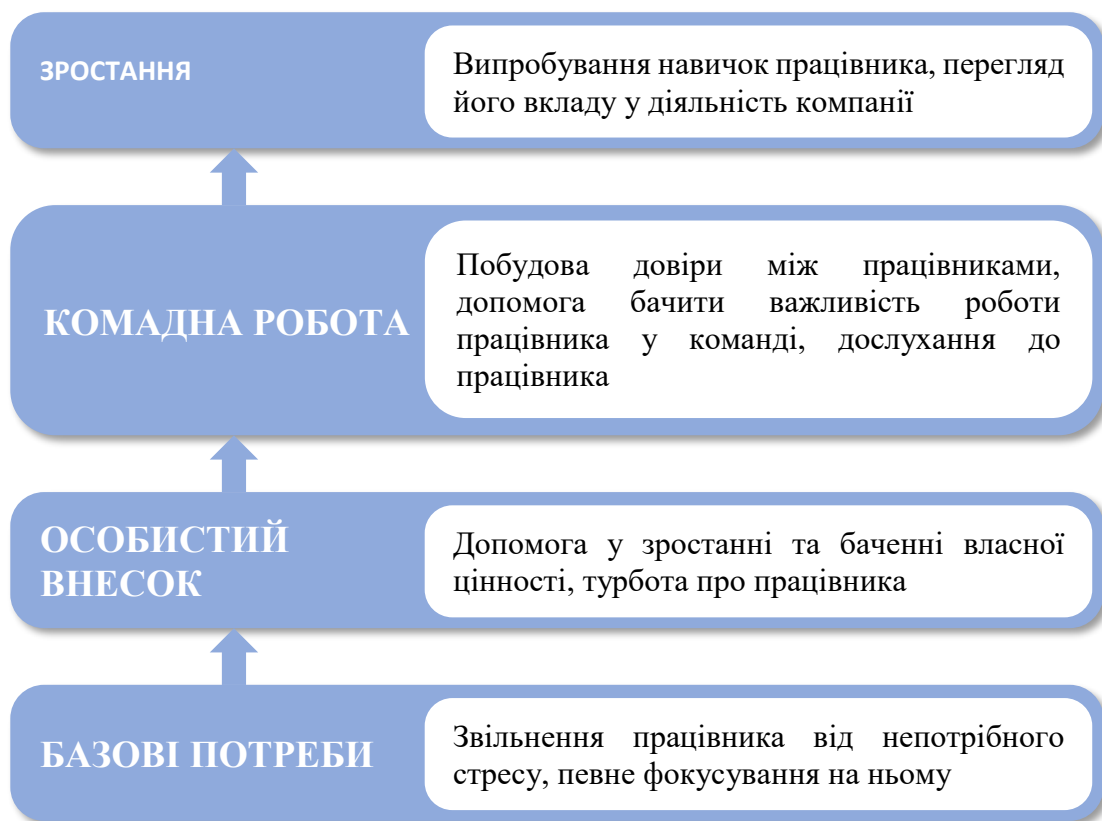 ЗРОСТАННЯ
Випробування навичок працівника, перегляд
його вкладу у діяльність компанії
КОМАДНА РОБОТА
Побудова довіри між працівниками,
допомога бачити важливість роботи
працівника у команді, дослухання до
працівника
ОСОБИСТИЙ
ВНЕСОК
Допомога у зростанні та баченні власної
цінності, турбота про працівника
БАЗОВІ ПОТРЕБИ
Звільнення працівника від непотрібного
стресу, певне фокусування на ньому